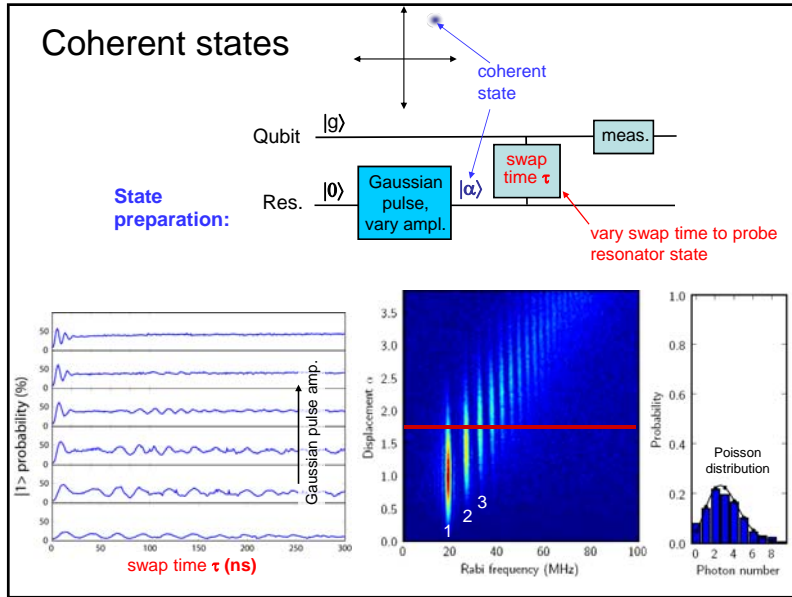 Coherent states
coherent
state
Qubit
|g⟩
meas.
swap
time τ
State
preparation:
Res.
|0⟩
Gaussian
pulse,
vary ampl.
|α⟩
vary swap time to probe
resonator state
|1> probability (%)
50
0
50
0
50
0
50
0
50
0
50
0
0
50
100
150
200
250
300
swap time τ (ns)
Gaussian pulse amp.
Displacement α
3.5
3.0
2.5
2.0
1.5
1.0
0.5
0.0
1
2
3
0
20
40
60
80
100
Rabi frequency (MHz)
Probability
1.0
0.8
0.6
0.4
0.2
0.0
Poisson
distribution
0
2
4
6
8
Photon number